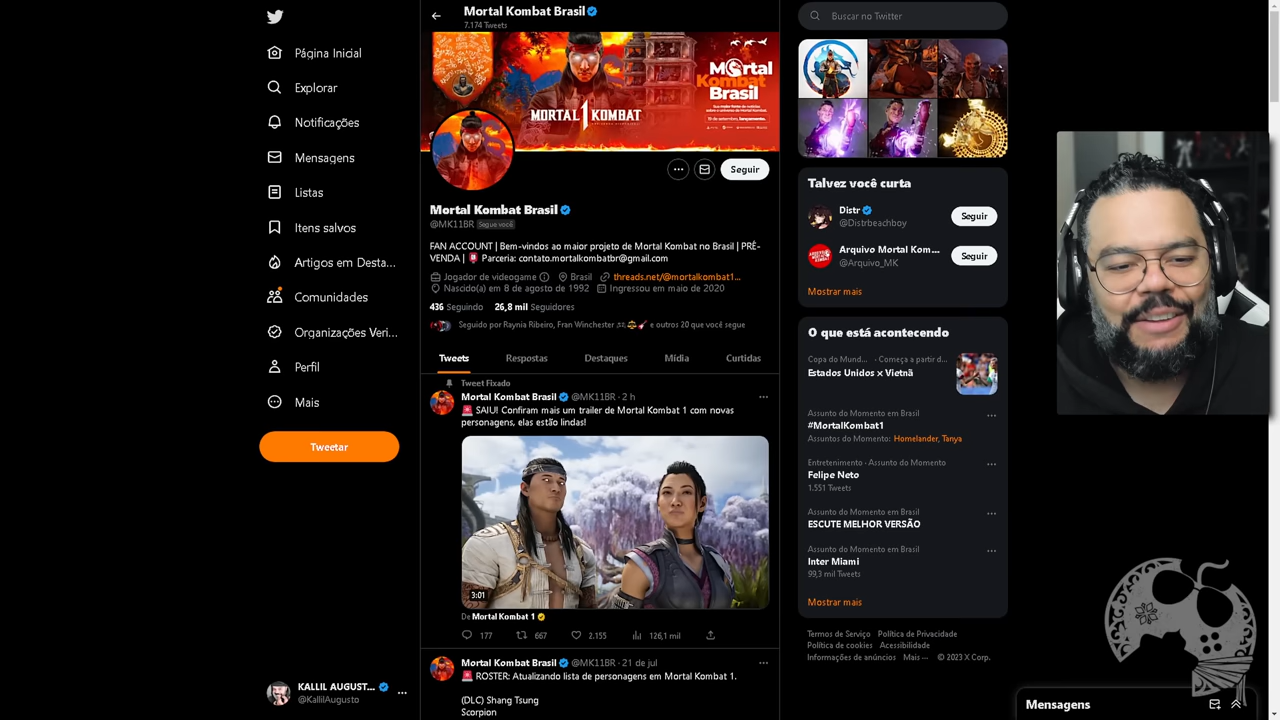 Página Inicial
Explorar
Notificações
Mensagens
Listas
Itens salvos
Artigos em Desta...
Comunidades
Organizações Veri...
Perfil
Mais
Tweetar
KALLIL AUGUST...
@KallilAugusto
Mortal Kombat Brasil
7.174 Tweets
Mortal
Kombat
Brasil
MORTAL 1 KOMBAT
Seguir
Mortal Kombat Brasil
@MK11BR Segue você
FAN ACCOUNT | Bem-vindos ao maior projeto de Mortal Kombat no Brasil | PRÉ-
VENDA | Parceria: contato.mortalkombatbr@gmail.com
Jogador de videogame Brasil threads.net/@mortalkombat1...
Nascido(a) em 8 de agosto de 1992 Ingressou em maio de 2020
436 Seguindo 26,8 mil Seguidores
Seguido por Raynia Ribeiro, Fran Winchester e outros 20 que você segue
Tweets Respostas Destaques Mídia Curtidas
Tweet Fixado
Mortal Kombat Brasil @MK11BR · 2 h
🚨 SAIU! Confiram mais um trailer de Mortal Kombat 1 com novas
personagens, elas estão lindas!
3:01
De Mortal Kombat 1
177 667 2.155 126,1 mil
Mortal Kombat Brasil @MK11BR · 21 de jul
🚨 ROSTER: Atualizando lista de personagens em Mortal Kombat 1.
(DLC) Shang Tsung
Scorpion
Buscar no Twitter
Talvez você curta
Distr
@Distrbeachboy
Seguir
Arquivo Mortal Kom...
@Arquivo_MK
Seguir
Mostrar mais
O que está acontecendo
Copa do Mund... · Começa a partir d...
Estados Unidos x Vietnã
Assunto do Momento em Brasil
#MortalKombat1
Assuntos do Momento: Homelander, Tanya
Entretenimento · Assunto do Momento
Felipe Neto
1.551 Tweets
Assunto do Momento em Brasil
ESCUTE MELHOR VERSÃO
Assunto do Momento em Brasil
Inter Miami
99,3 mil Tweets
Mostrar mais
Termos de Serviço Política de Privacidade
Política de cookies Acessibilidade
Informações de anúncios Mais ··· © 2023 X Corp.
Mensagens